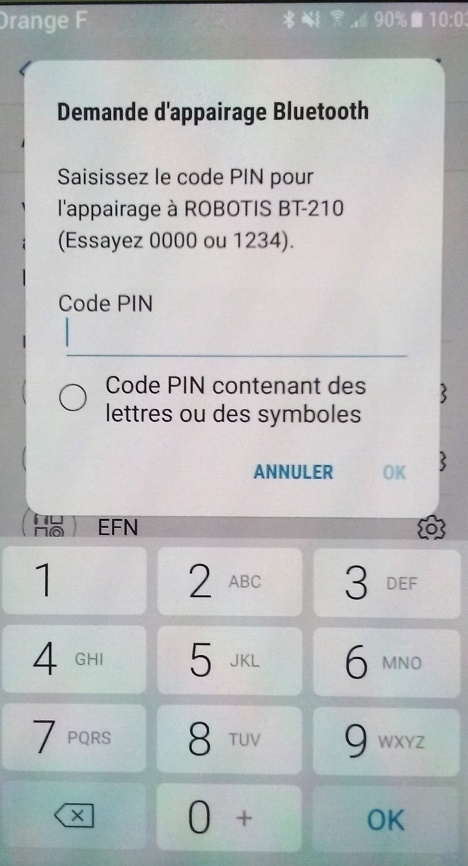 Orange F 90% 10:03
Demande d'appairage Bluetooth
Saisissez le code PIN pour
l'appairage à ROBOTIS BT-210
(Essayez 0000 ou 1234).
Code PIN
Code PIN contenant des
lettres ou des symboles
ANNULER OK
EFN
1 2 ABC 3 DEF
4 GHI 5 JKL 6 MNO
7 PQRS 8 TUV 9 WXYZ
0 + OK